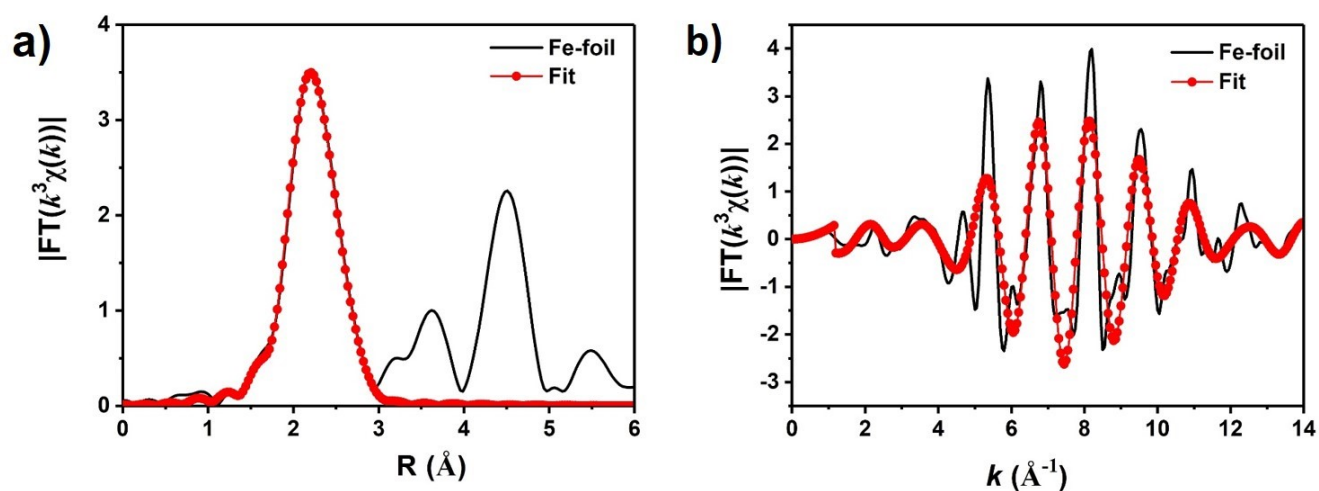 a)
|FT(k³χ(k))|
4
3
2
1
0
Fe-foil
Fit
0 1 2 3 4 5 6
R (Å)
b)
|FT(k³χ(k))|
4
3
2
1
0
-1
-2
-3
Fe-foil
Fit
0 2 4 6 8 10 12 14
k (Å⁻¹)